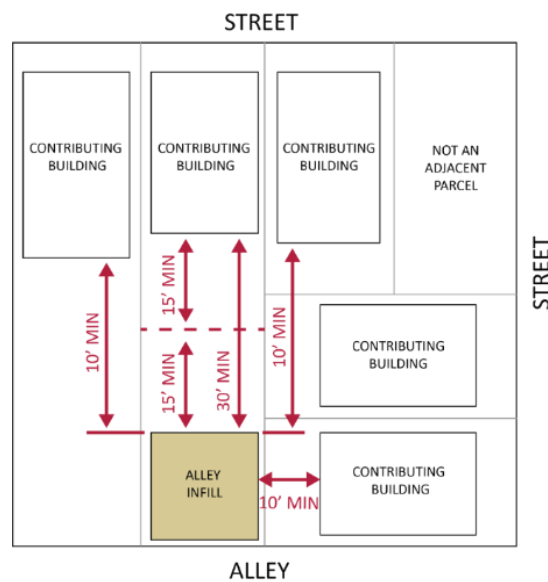 STREET
CONTRIBUTING
BUILDING
CONTRIBUTING
BUILDING
CONTRIBUTING
BUILDING
NOT AN
ADJACENT
PARCEL
STREET
10’ MIN
15’ MIN
15’ MIN
30’ MIN
10’ MIN
CONTRIBUTING
BUILDING
ALLEY
INFILL
10’ MIN
CONTRIBUTING
BUILDING
ALLEY